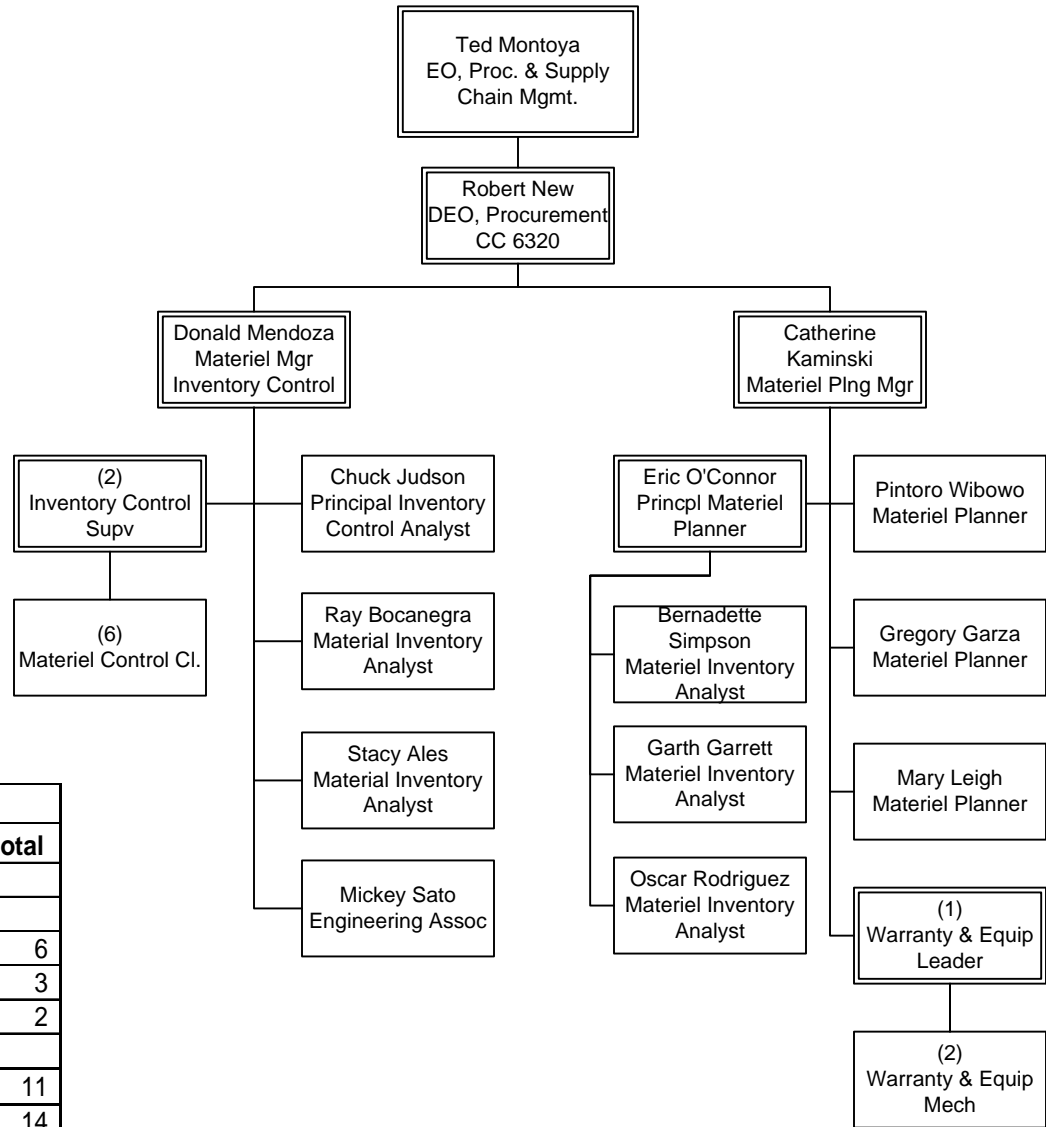 Ted Montoya
EO, Proc. & Supply
Chain Mgmt.
Robert New
DEO, Procurement
CC 6320
Donald Mendoza
Materiel Mgr
Inventory Control
Catherine
Kaminski
Materiel Plng Mgr
(2)
Inventory Control
Supv
Chuck Judson
Principal Inventory
Control Analyst
Eric O'Connor
Princpl Materiel
Planner
Pintoro Wibowo
Materiel Planner
(6)
Materiel Control Cl.
Ray Bocanegra
Material Inventory
Analyst
Bernadette
Simpson
Materiel Inventory
Analyst
Gregory Garza
Materiel Planner
Stacy Ales
Material Inventory
Analyst
Garth Garrett
Materiel Inventory
Analyst
Mary Leigh
Materiel Planner
Mickey Sato
Engineering Assoc
Oscar Rodriguez
Materiel Inventory
Analyst
(1)
Warranty & Equip
Leader
(2)
Warranty & Equip
Mech
otal
6
3
2
11
14